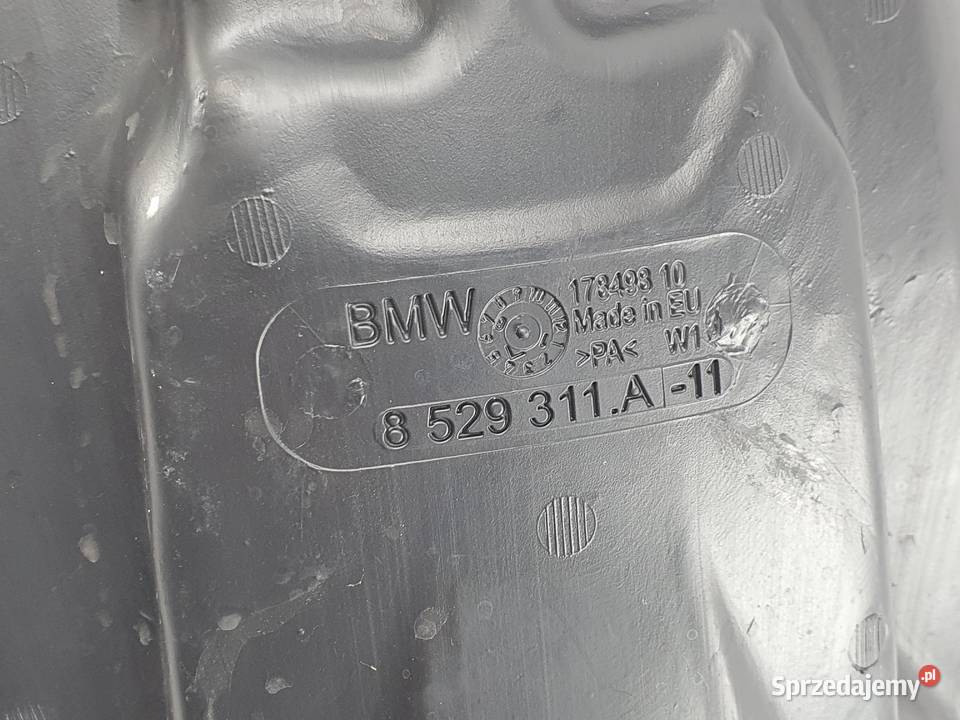 BMW
178498 10
Made in EU
>PA< W1
8 529 311.A -11
Sprzedajemy.pl